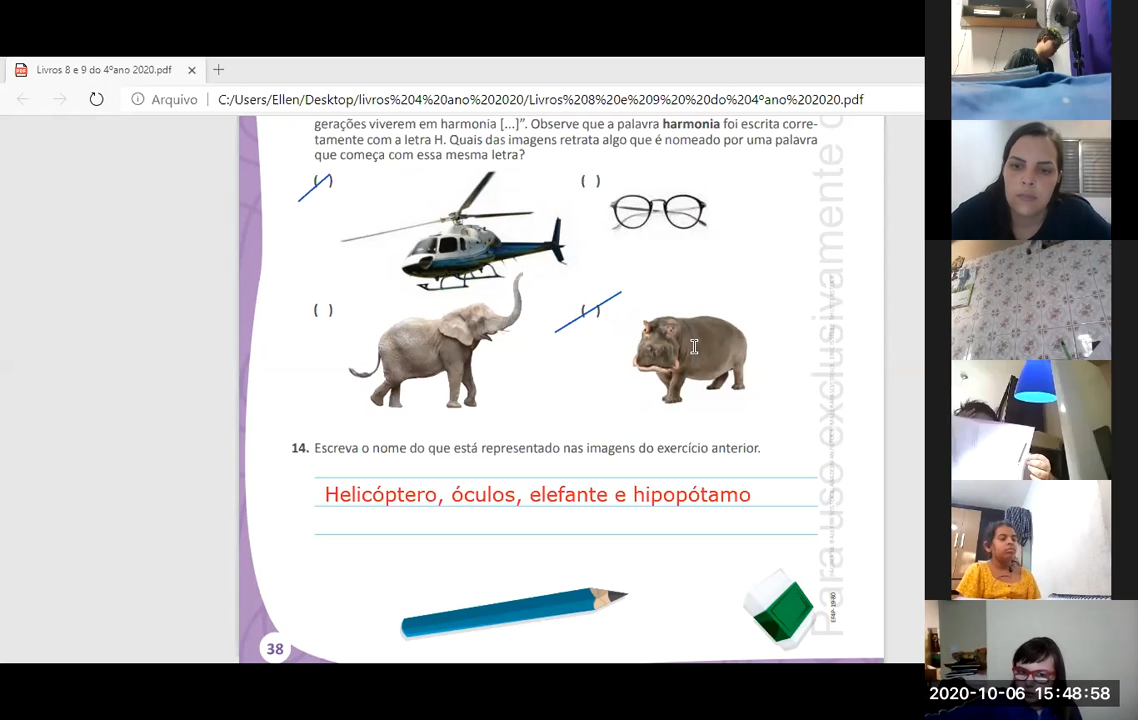 Livros 8 e 9 do 4ºano 2020.pdf
Arquivo
C:/Users/Ellen/Desktop/livros%204%20ano%202020/Livros%208%20e%209%20%20do%204ºano%202020.pdf
gerações viverem em harmonia [...]”. Observe que a palavra harmonia foi escrita corre-
tamente com a letra H. Quais das imagens retrata algo que é nomeado por uma palavra
que começa com essa mesma letra?
( ) ( )
( ) ( )
14. Escreva o nome do que está representado nas imagens do exercício anterior.
Helicóptero, óculos, elefante e hipopótamo
38
Para uso exclusivamente
EF4P-19-80
2020-10-06 15:48:58